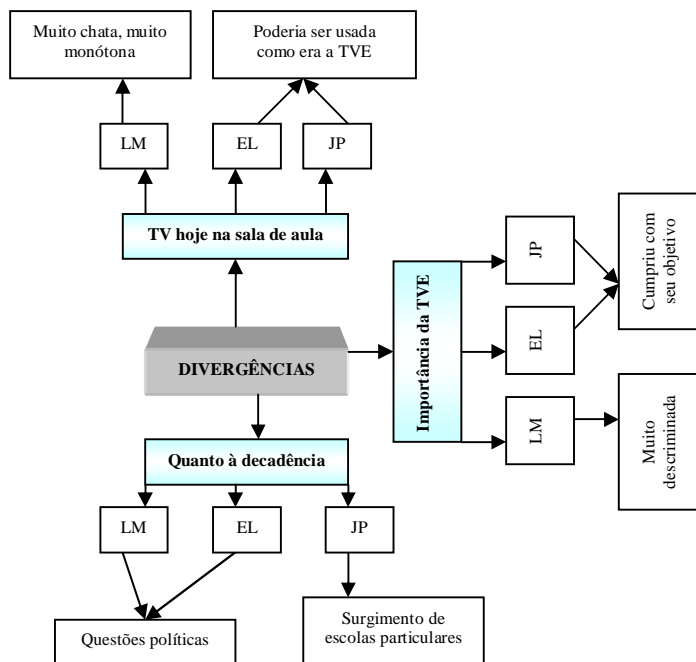 Muito chata, muito
monótona
Poderia ser usada
como era a TVE
LM
EL
JP
TV hoje na sala de aula
DIVERGÊNCIAS
Importância da TVE
JP
EL
LM
Cumpriu com
seu objetivo
Muito
descriminada
Quanto à decadência
LM
EL
JP
Questões políticas
Surgimento de
escolas particulares